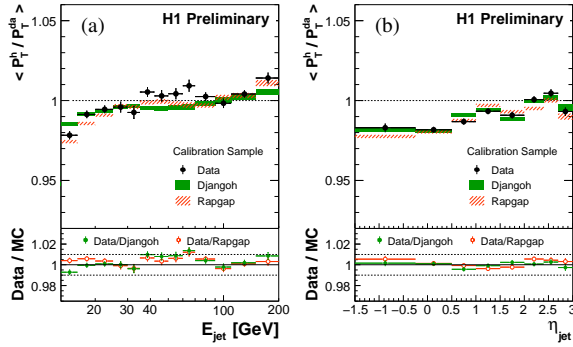 H1 Preliminary
(a)
< P_T^h / P_T^da >
1.05
1
0.95
Calibration Sample
Data
Djangoh
Rapgap
Data / MC
1.02
1
0.98
Data/Djangoh
Data/Rapgap
20 30 40 100 200
E_jet [GeV]
H1 Preliminary
(b)
< P_T^h / P_T^da >
1.05
1
0.95
Calibration Sample
Data
Djangoh
Rapgap
Data / MC
1.02
1
0.98
Data/Djangoh
Data/Rapgap
-1.5 -1 -0.5 0 0.5 1 1.5 2 2.5 3
η_jet